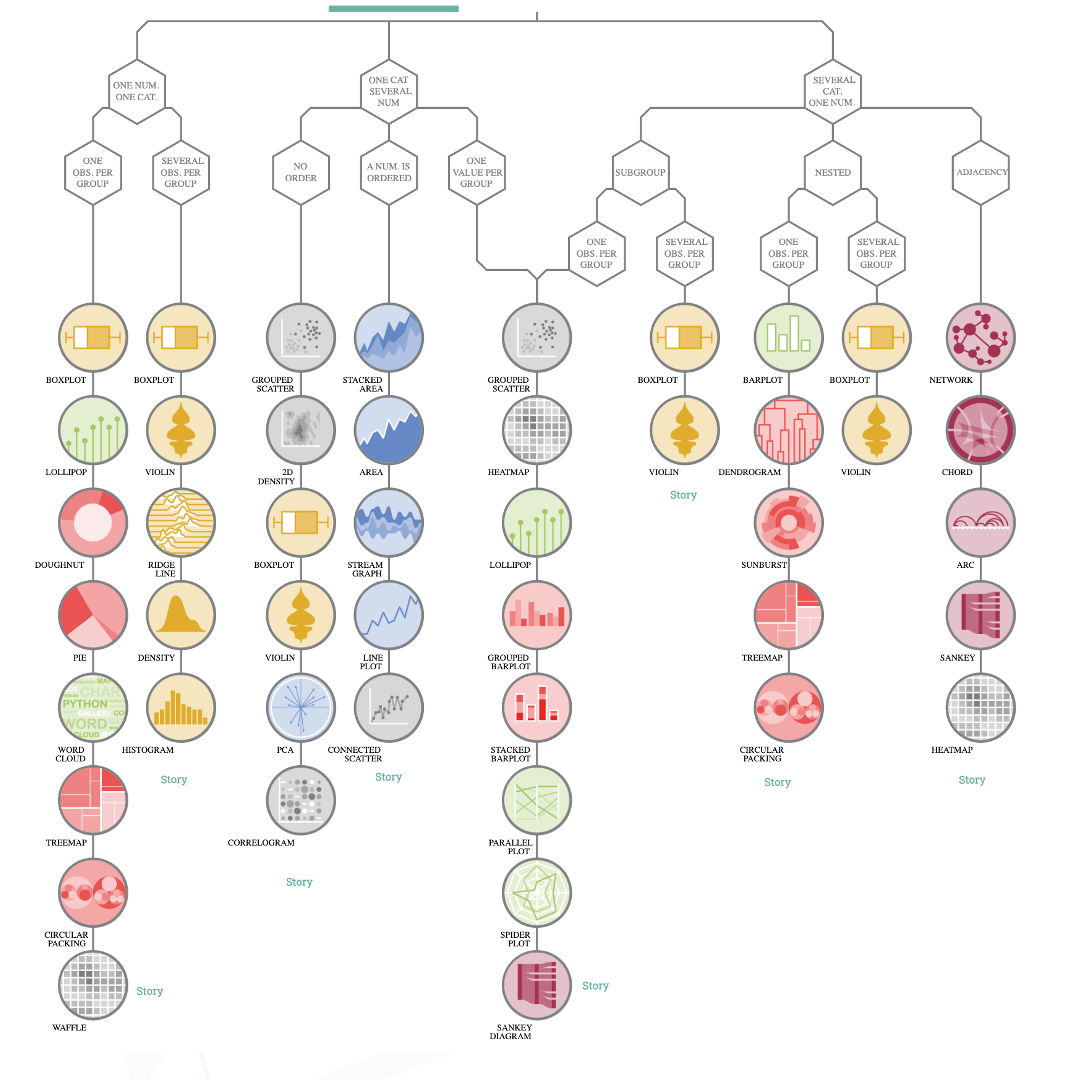 ONE NUM.
ONE CAT.
ONE CAT
SEVERAL
NUM
SEVERAL
CAT.
ONE NUM.
ONE
OBS. PER
GROUP
SEVERAL
OBS. PER
GROUP
NO
ORDER
A NUM. IS
ORDERED
ONE
VALUE PER
GROUP
SUBGROUP
NESTED
ADJACENCY
ONE
OBS. PER
GROUP
SEVERAL
OBS. PER
GROUP
ONE
OBS. PER
GROUP
SEVERAL
OBS. PER
GROUP
BOXPLOT
LOLLIPOP
DOUGHNUT
PIE
MAP
CHAR
PYTHON
GALLERY
WORD
CLOUD
WORD
CLOUD
TREEMAP
CIRCULAR
PACKING
WAFFLE
Story
BOXPLOT
VIOLIN
RIDGE
LINE
DENSITY
HISTOGRAM
Story
GROUPED
SCATTER
2D
DENSITY
BOXPLOT
VIOLIN
PCA
CORRELOGRAM
Story
STACKED
AREA
AREA
STREAM
GRAPH
LINE
PLOT
CONNECTED
SCATTER
Story
GROUPED
SCATTER
HEATMAP
LOLLIPOP
GROUPED
BARPLOT
STACKED
BARPLOT
PARALLEL
PLOT
SPIDER
PLOT
SANKEY
DIAGRAM
Story
BOXPLOT
VIOLIN
Story
BARPLOT
DENDROGRAM
SUNBURST
TREEMAP
CIRCULAR
PACKING
Story
BOXPLOT
VIOLIN
NETWORK
CHORD
ARC
SANKEY
HEATMAP
Story